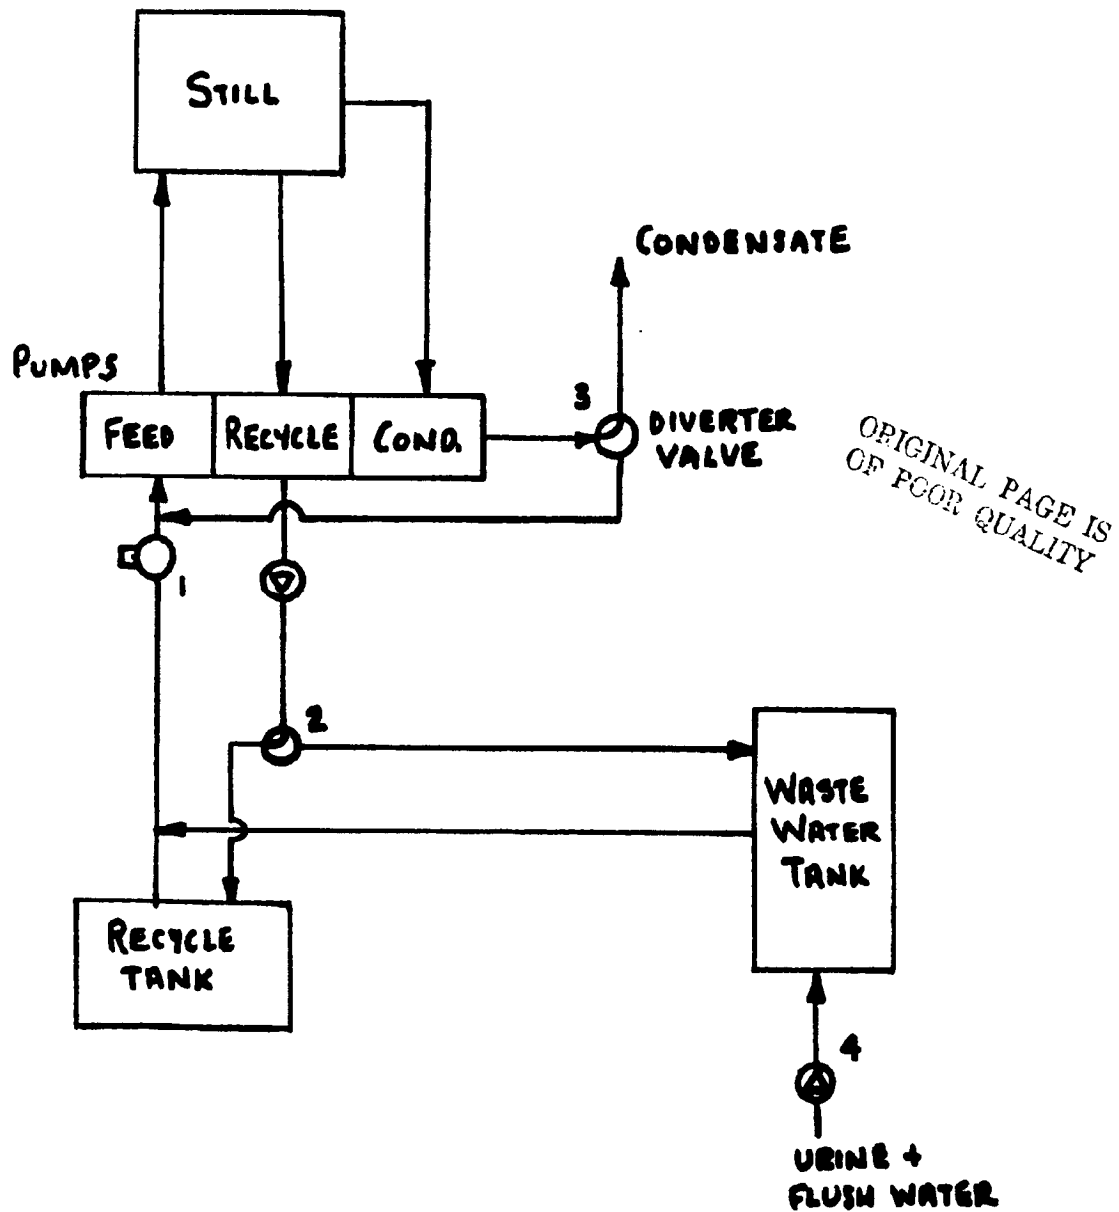 STILL
CONDENSATE
PUMPS
FEED
RECYCLE
COND.
3
DIVERTER
VALVE
ORIGINAL PAGE IS
OF POOR QUALITY
1
2
WASTE
WATER
TANK
RECYCLE
TANK
4
URINE +
FLUSH WATER